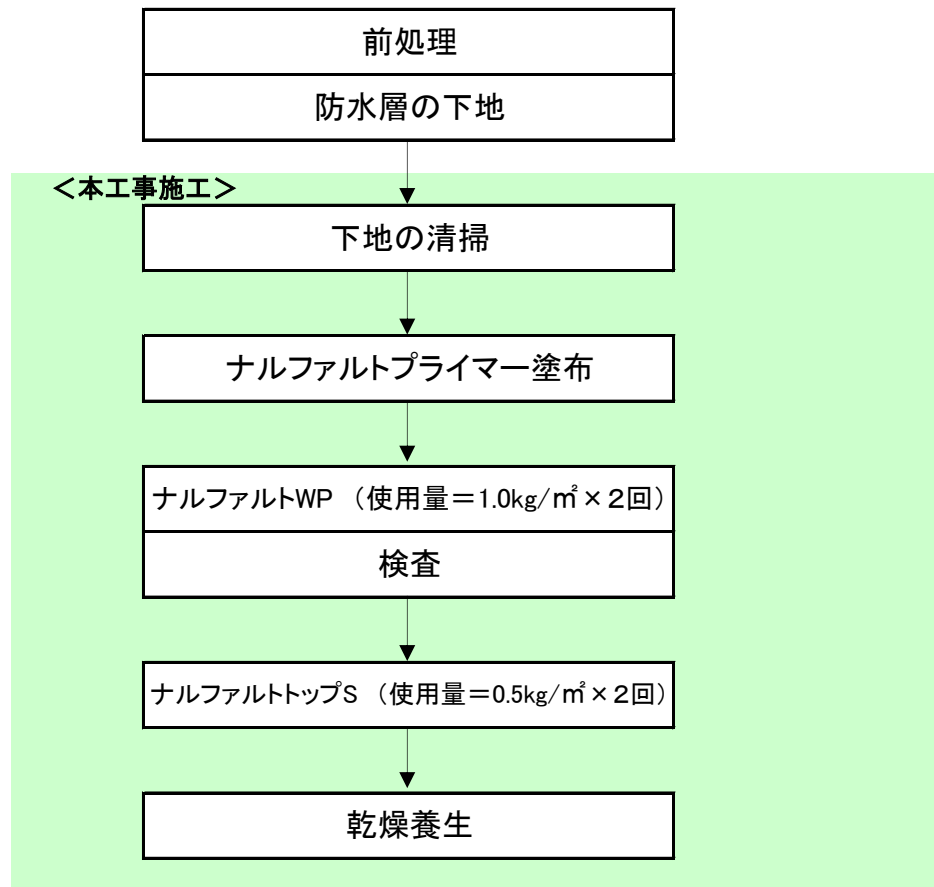 前処理
防水層の下地
＜本工事施工＞
下地の清掃
ナルファルトプライマー塗布
ナルファルトWP （使用量＝1.0kg/㎡×２回）
検査
ナルファルトトップS （使用量＝0.5kg/㎡×２回）
乾燥養生